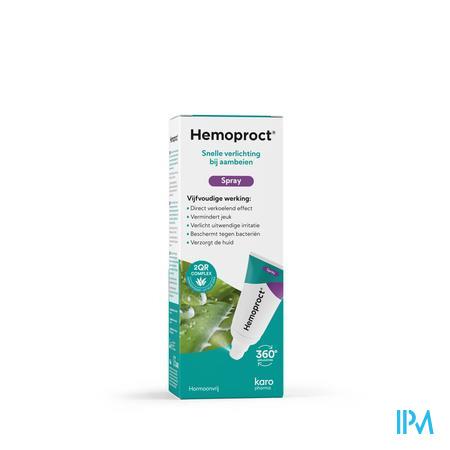 Hemoproct®
Snelle verlichting
bij aambeien
Spray
Vijfvoudige werking:
• Direct verkoelend effect
• Vermindert jeuk
• Verlicht uitwendige irritatie
• Beschermt tegen bacteriën
• Verzorgt de huid
2QR
COMPLEX
Spray
Hemoproct®
360°
Hormoonvrij
karo
pharma
Hemoproct®
IPM